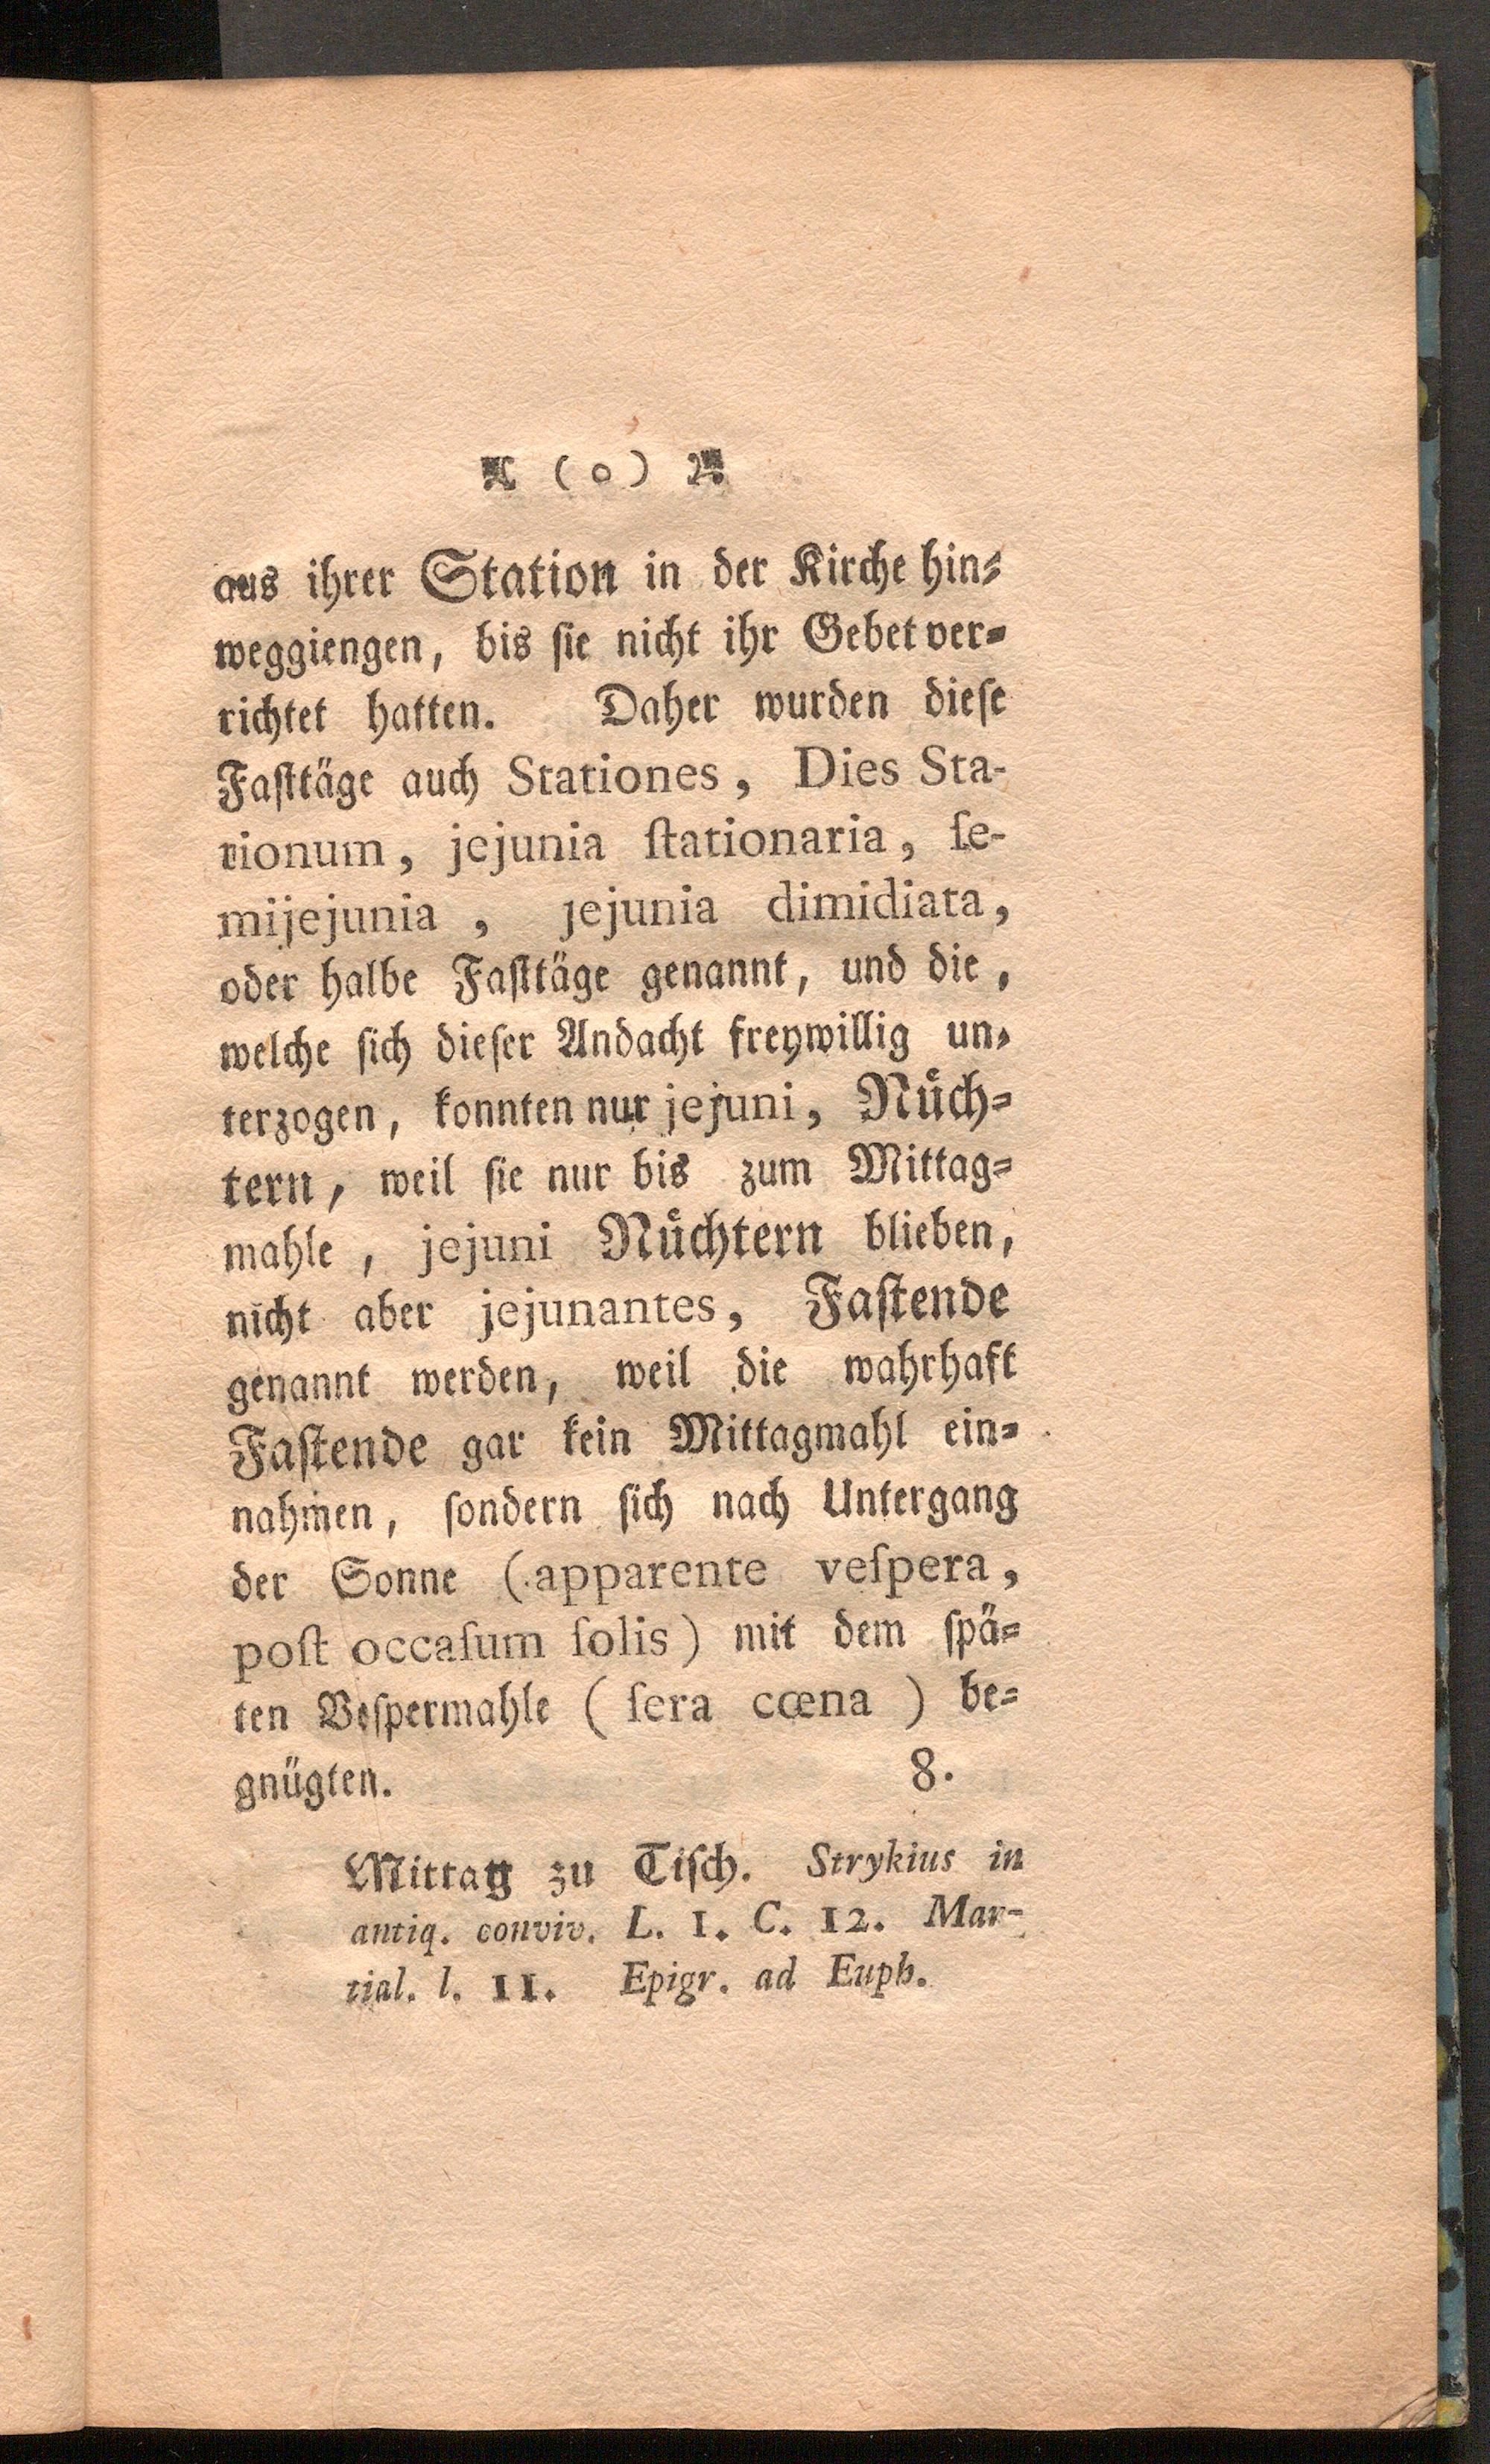 ( o )
aus ihrer Station in der Kirche hin⸗
weggiengen, bis ſie nicht ihr Gebet ver⸗
richtet hatten. Daher wurden dieſe
Faſttäge auch Stationes, Dies Sta-
tionum, jejunia ſtationaria, ſe-
mijejunia, jejunia dimidiata,
oder halbe Faſttäge genannt, und die,
welche ſich dieſer Andacht freywillig un⸗
terzogen, konnten nur jejuni, Nuͤch⸗
tern, weil ſie nur bis zum Mittag⸗
mahle, jejuni Nuͤchtern blieben,
nicht aber jejunantes, Faſtende
genannt werden, weil die wahrhaft
Faſtende gar kein Mittagmahl ein⸗
nahmen, ſondern ſich nach Untergang
der Sonne (apparente veſpera,
poſt occaſum ſolis) mit dem ſpä⸗
ten Veſpermahle (ſera cœna) be⸗
gnügten. 8.
Mittag zu Tiſch. Strykius in
antiq. conviv. L. 1. C. 12. Mar-
tial. l. 11. Epigr. ad Euph.